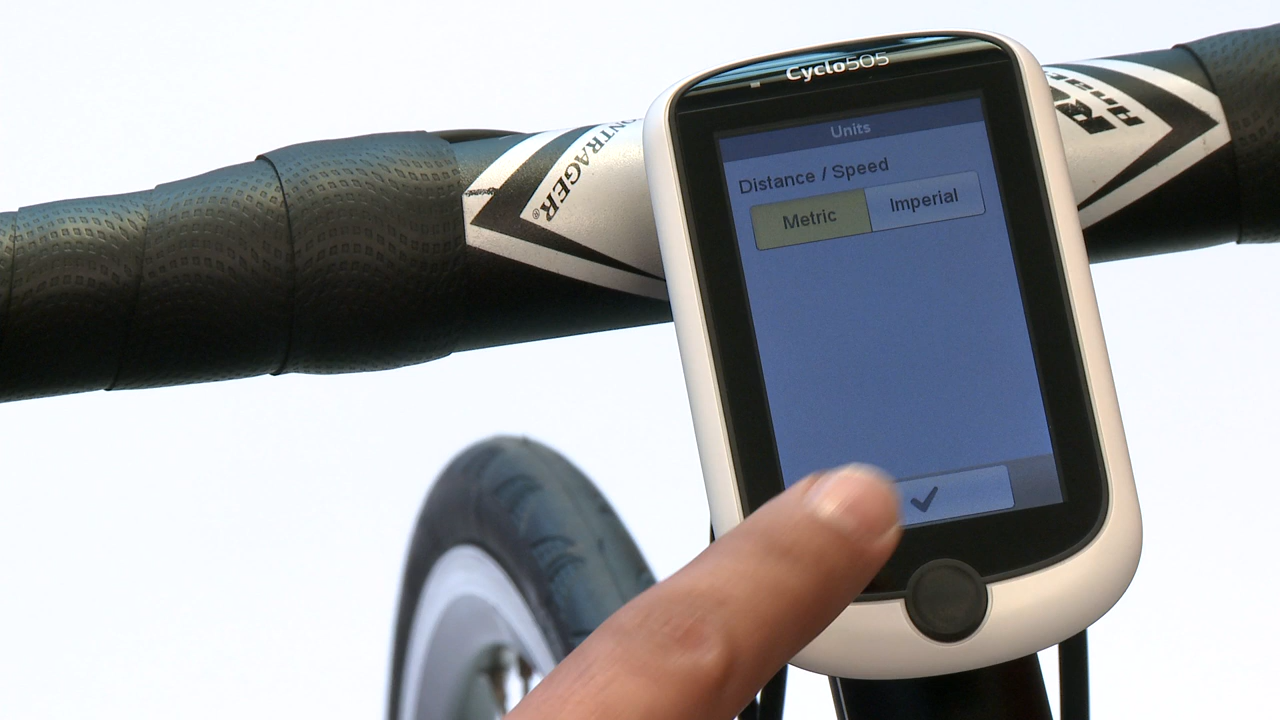 Cyclo505
Units
Distance / Speed
Metric
Imperial
ONTRAGER®